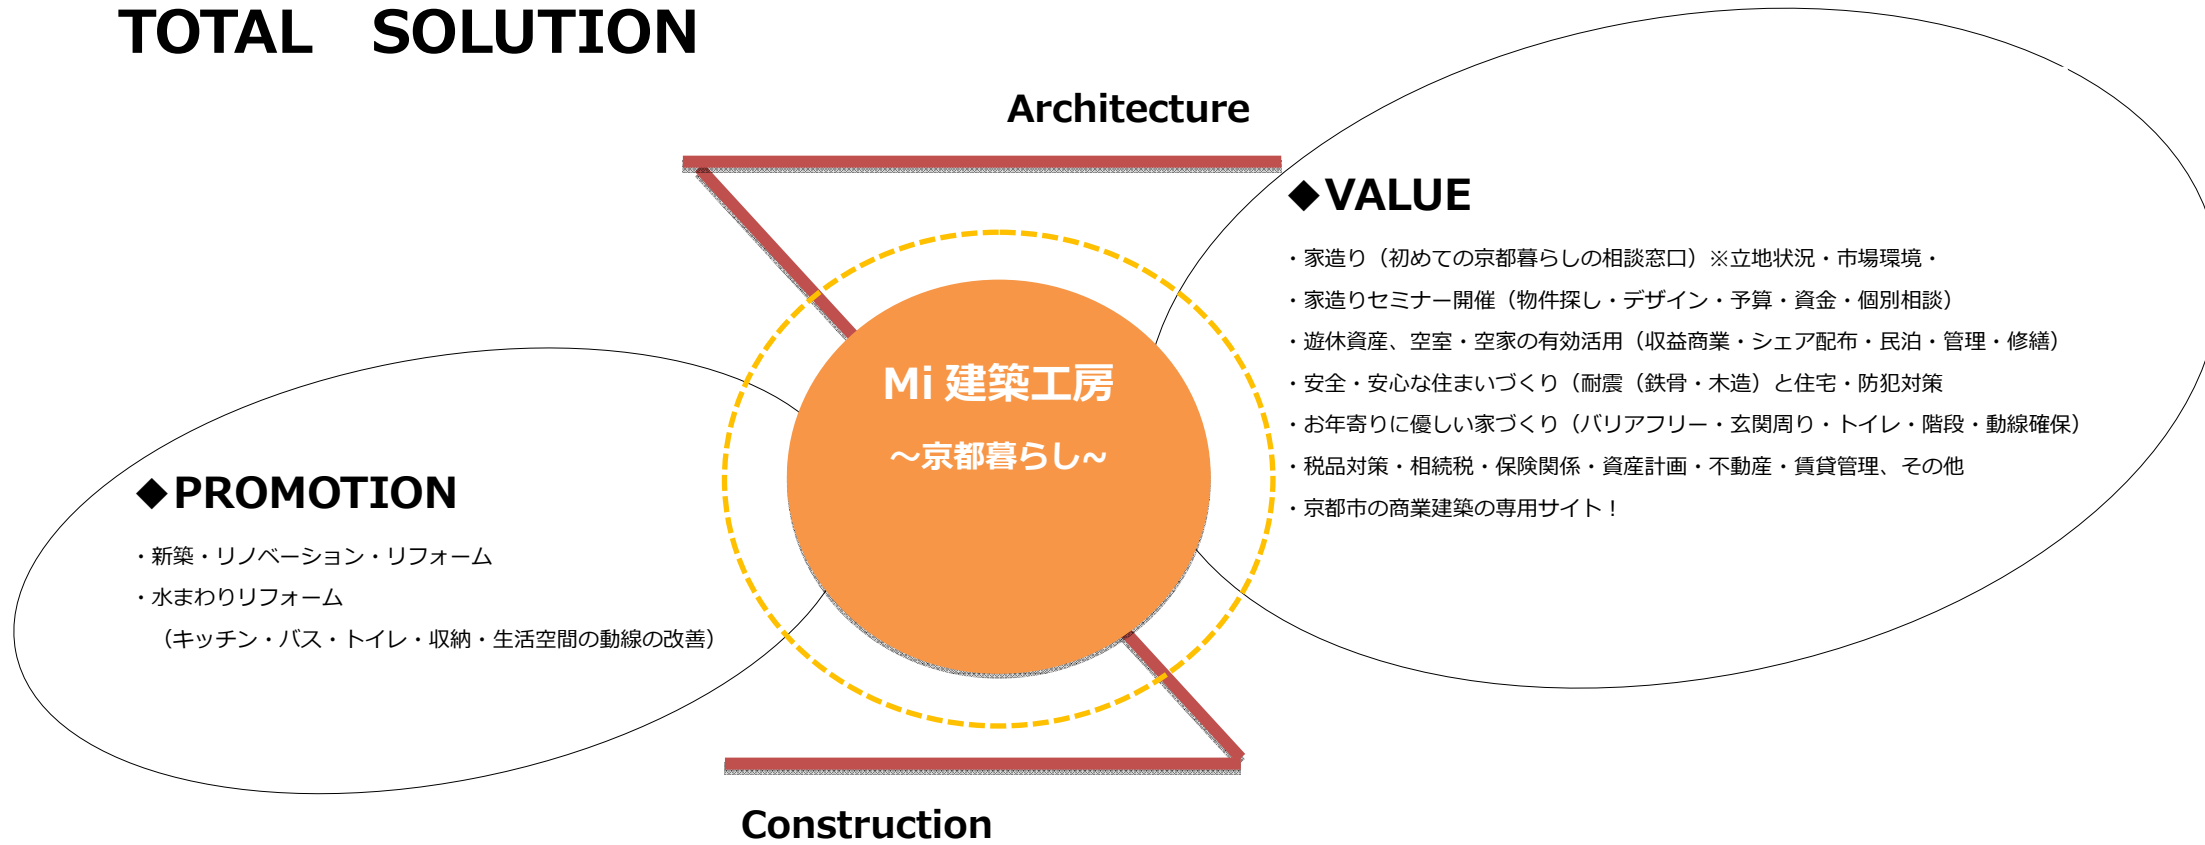 TOTAL SOLUTION
Architecture
◆VALUE
・家造り（初めての京都暮らしの相談窓口）※立地状況・市場環境・
・家造りセミナー開催（物件探し・デザイン・予算・資金・個別相談）
・遊休資産、空室・空家の有効活用（収益商業・シェア配布・民泊・管理・修繕）
・安全・安心な住まいづくり（耐震（鉄骨・木造）と住宅・防犯対策
・お年寄りに優しい家づくり（バリアフリー・玄関周り・トイレ・階段・動線確保）
・税品対策・相続税・保険関係・資産計画・不動産・賃貸管理、その他
・京都市の商業建築の専用サイト！
Mi 建築工房
～京都暮らし~
◆PROMOTION
・新築・リノベーション・リフォーム
・水まわりリフォーム
（キッチン・バス・トイレ・収納・生活空間の動線の改善）
Construction